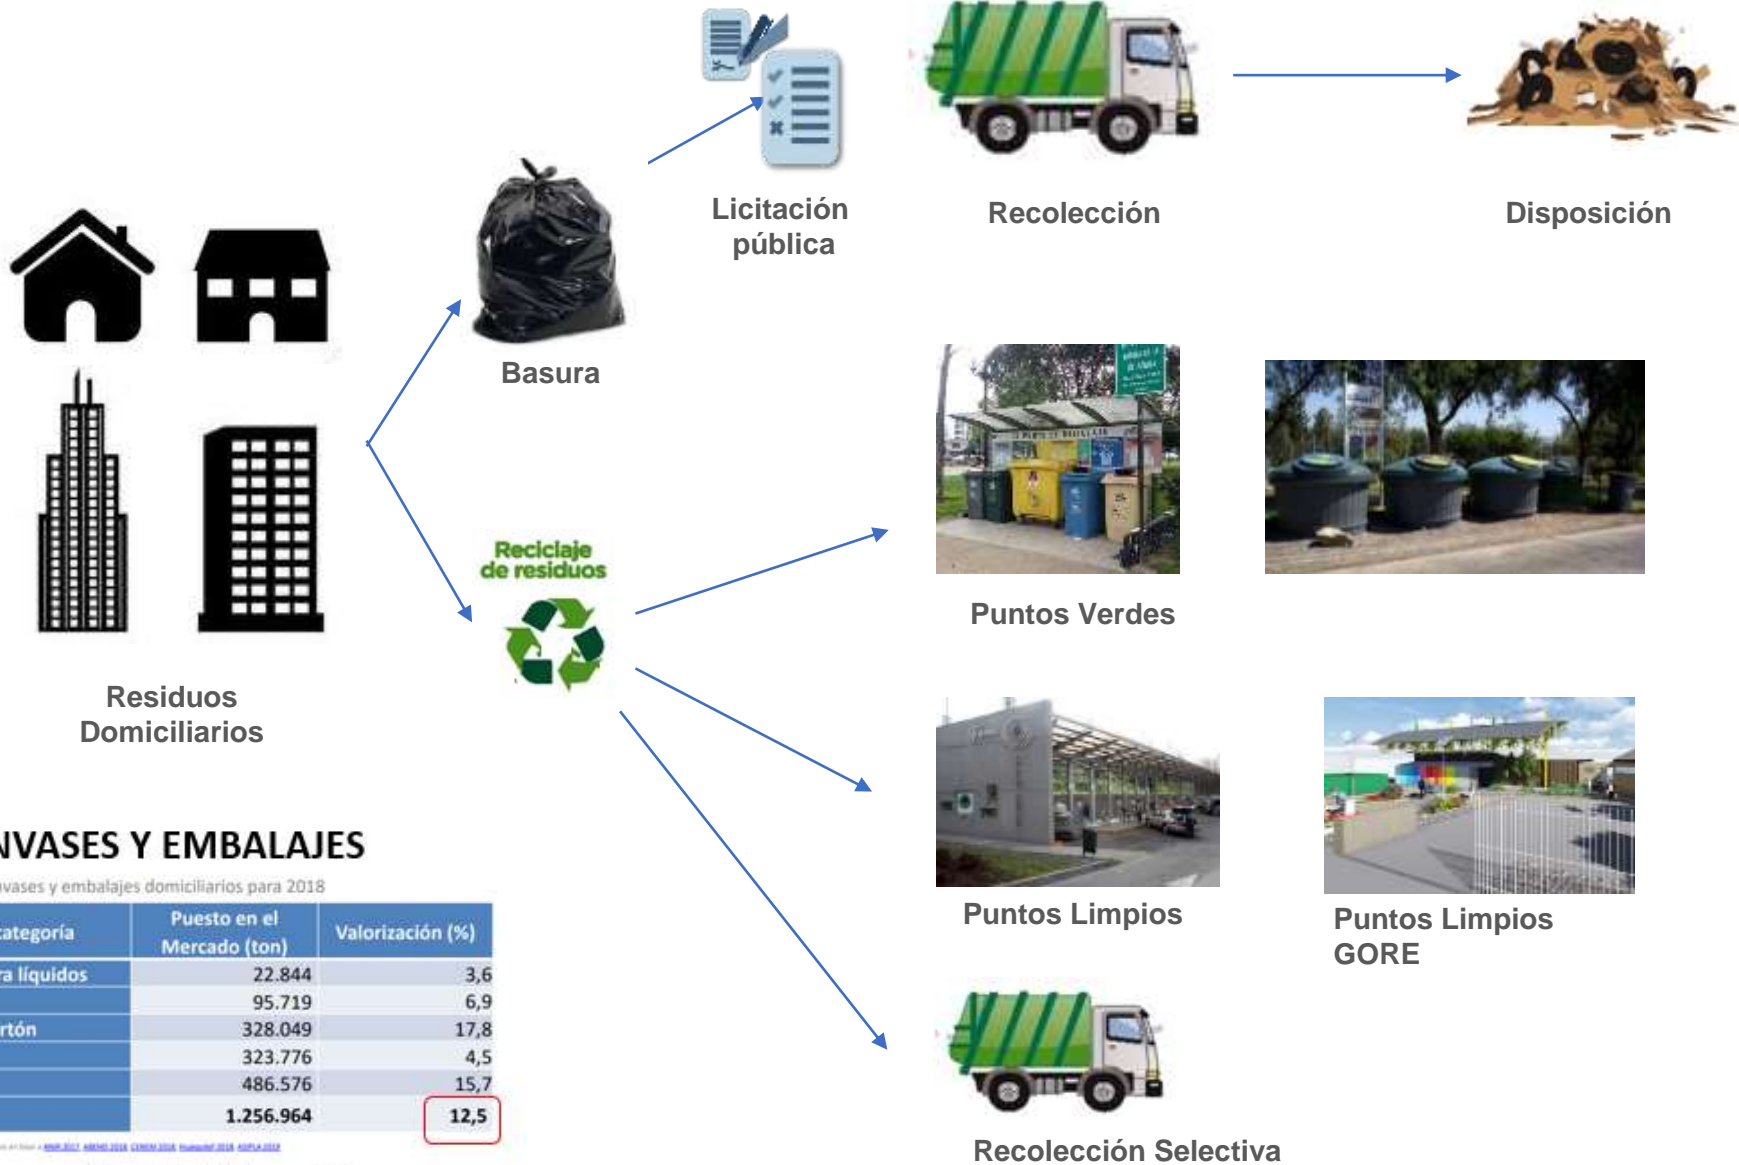 Licitación
pública
Recolección
Disposición
Basura
Reciclaje
de residuos
Puntos Verdes
Residuos
Domiciliarios
Puntos Limpios
Puntos Limpios
GORE
Recolección Selectiva
NVASES Y EMBALAJES
nvases y embalajes domiciliarios para 2018
categoría Puesto en el Mercado (ton) Valorización (%)
ra líquidos 22.844 3,6
95.719 6,9
rtón 328.049 17,8
323.776 4,5
486.576 15,7
1.256.964 12,5